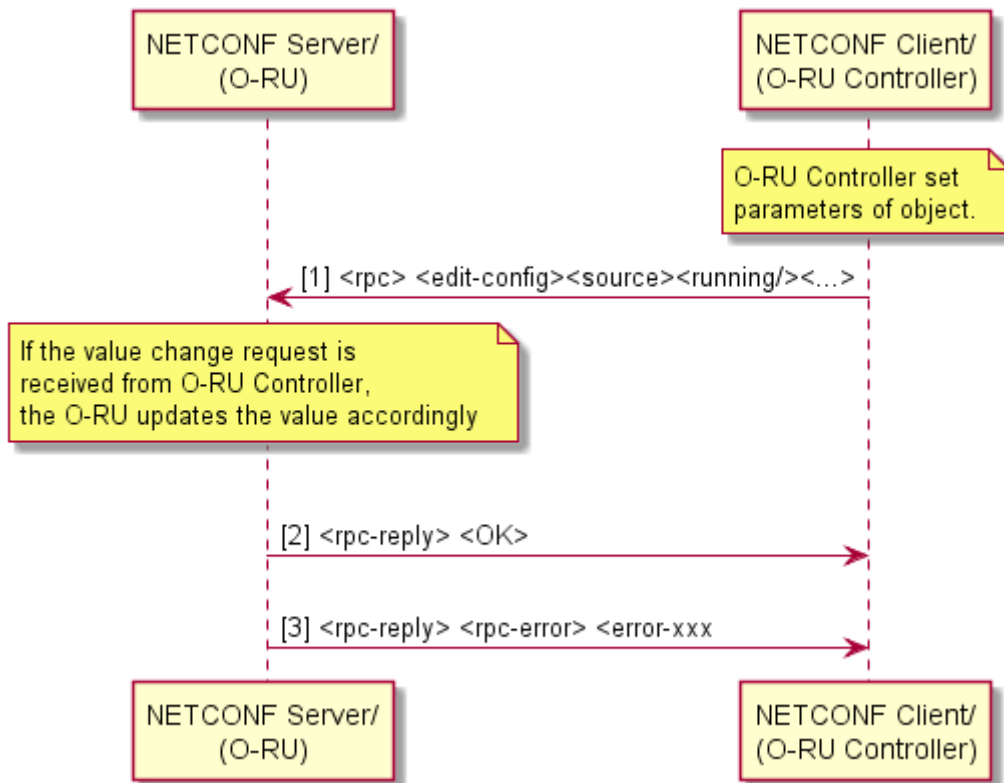 NETCONF Server/
(O-RU)
NETCONF Client/
(O-RU Controller)
O-RU Controller set
parameters of object.
[1] <rpc> <edit-config><source><running/><...>
If the value change request is
received from O-RU Controller,
the O-RU updates the value accordingly
[2] <rpc-reply> <OK>
[3] <rpc-reply> <rpc-error> <error-xxx
NETCONF Server/
(O-RU)
NETCONF Client/
(O-RU Controller)